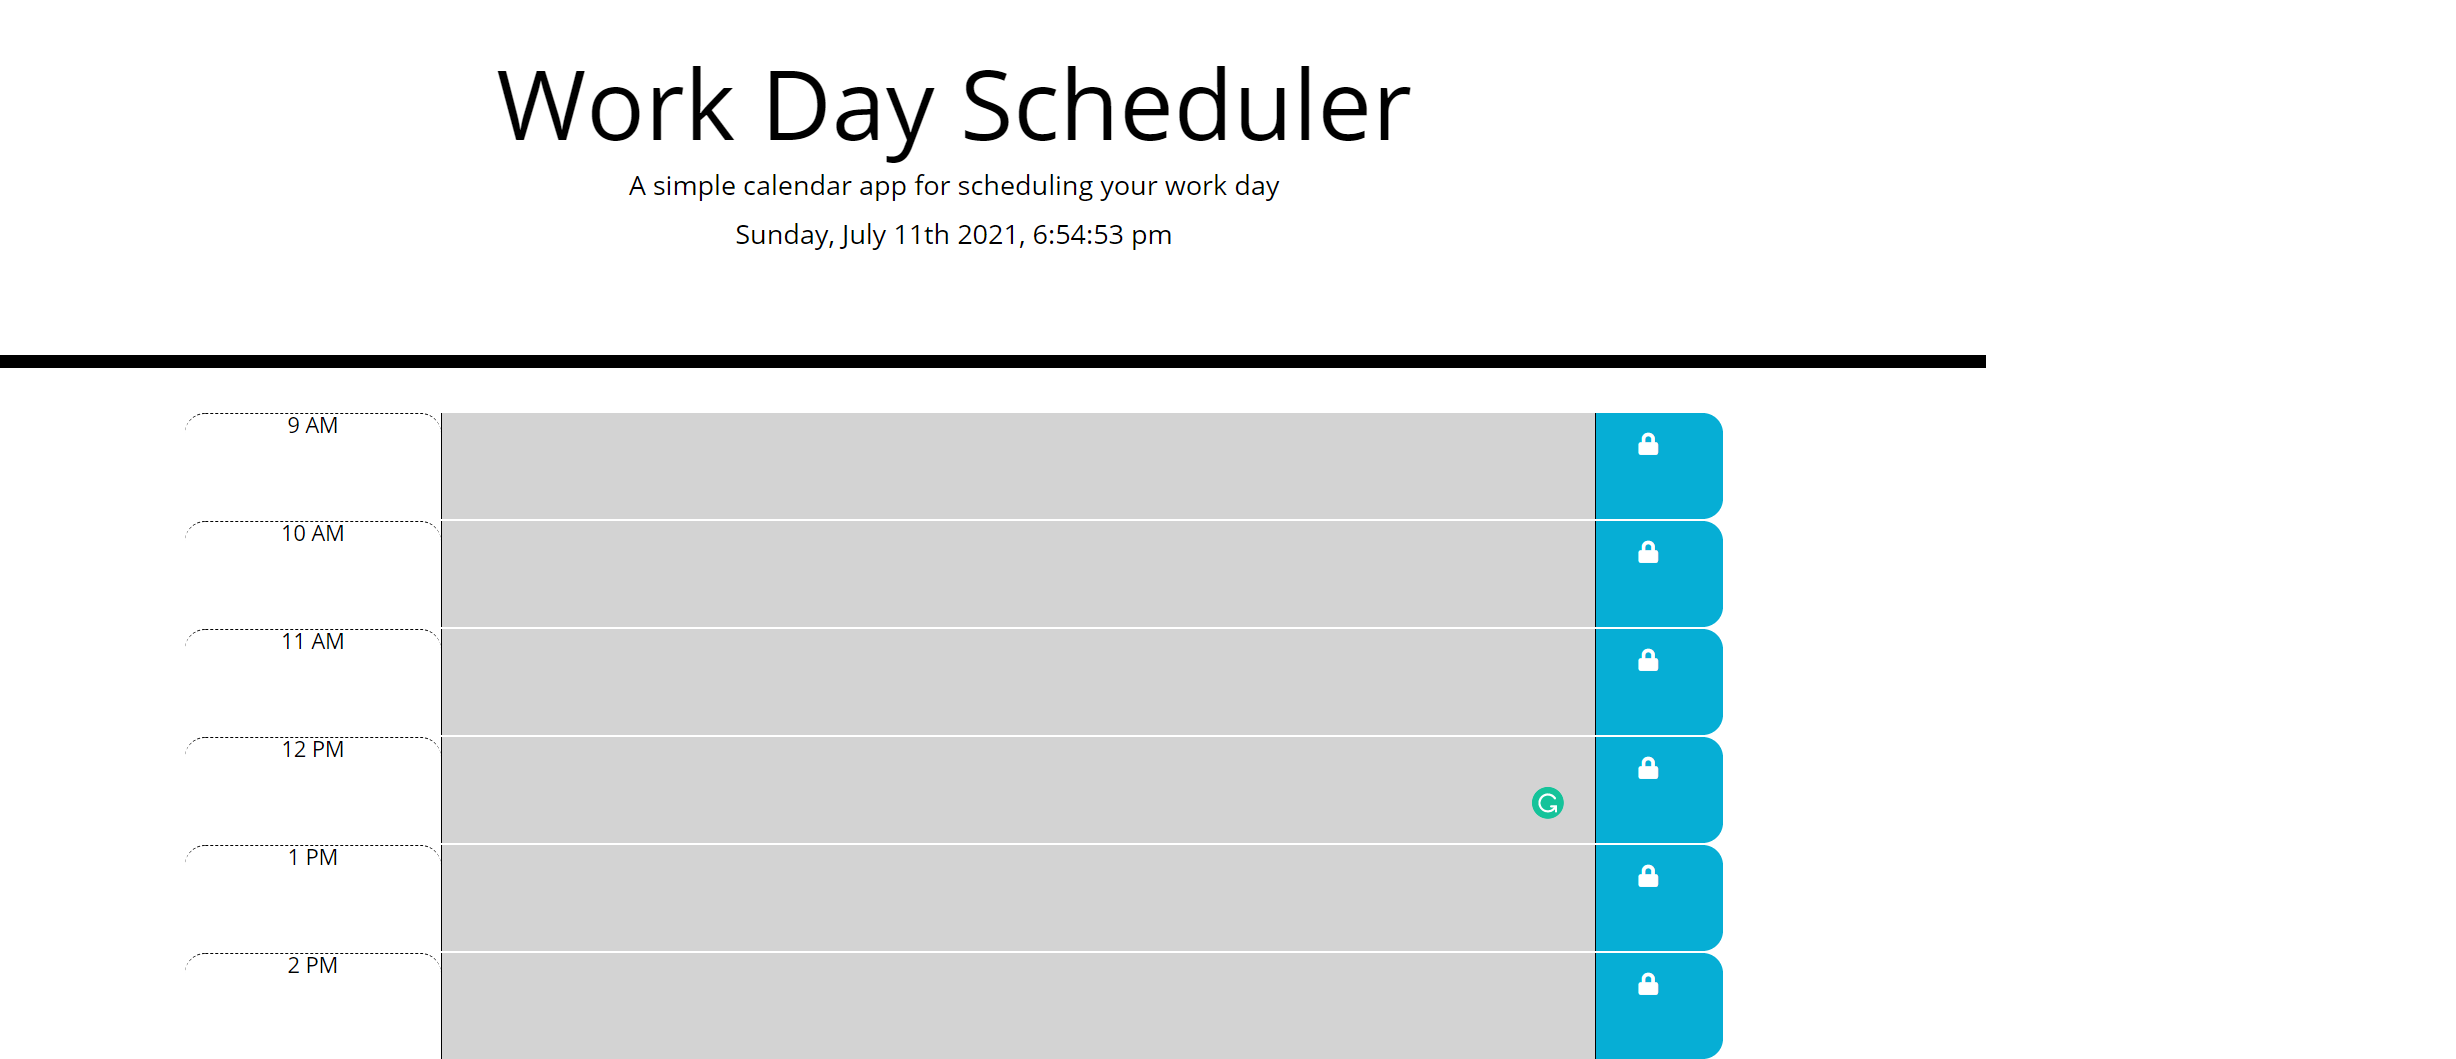 Work Day Scheduler
A simple calendar app for scheduling your work day
Sunday, July 11th 2021, 6:54:53 pm
9 AM
10 AM
11 AM
12 PM
1 PM
2 PM